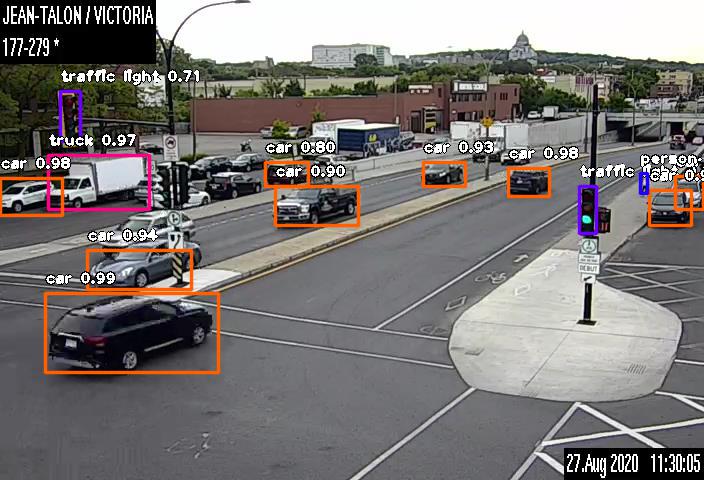 JEAN-TALON / VICTORIA
177-279 *
traffic light 0.71
truck 0.97
car 0.98
car 0.80
car 0.90
car 0.93
car 0.98
person
traffic
car 0.9
car 0.94
car 0.99
DÉBUT
27.Aug 2020 11:30:05